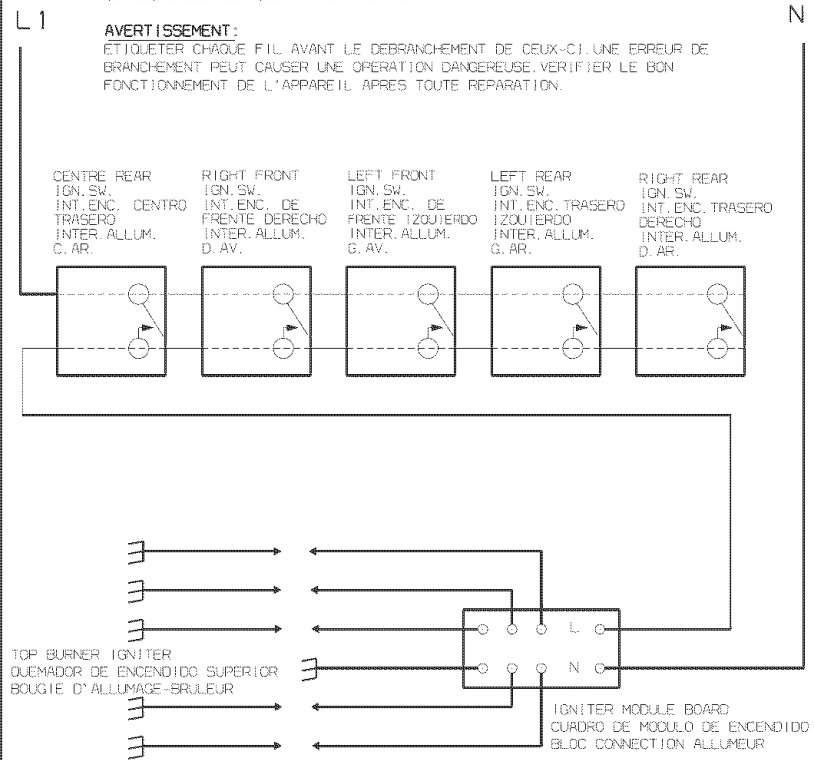 L1
N
AVERTISSEMENT:
ETIQUETER CHAQUE FIL AVANT LE DEBRANCHEMENT DE CEUX-CI. UNE ERREUR DE
BRANCHEMENT PEUT CAUSER UNE OPERATION DANGEREUSE. VERIFIER LE BON
FONCTIONNEMENT DE L'APPAREIL APRES TOUTE REPARATION.
CENTRE REAR
IGN. SW.
INT. ENC. CENTRO
TRASERO
INTER. ALLUM.
C. AR.
RIGHT FRONT
IGN. SW.
INT. ENC. DE
FRENTE DERECHO
INTER. ALLUM.
D. AV.
LEFT FRONT
IGN. SW.
INT. ENC. DE
FRENTE IZQUIERDO
INTER. ALLUM.
G. AV.
LEFT REAR
IGN. SW.
INT. ENC. TRASERO
IZQUIERDO
INTER. ALLUM.
G. AR.
RIGHT REAR
IGN. SW.
INT. ENC. TRASERO
DERECHO
INTER. ALLUM.
D. AR.
L
N
TOP BURNER IGNITER
QUEMADOR DE ENCENDIDO SUPERIOR
BOUGIE D'ALLUMAGE-BRULEUR
IGNITER MODULE BOARD
CUADRO DE MODULO DE ENCENDIDO
BLOC CONNECTION ALLUMEUR